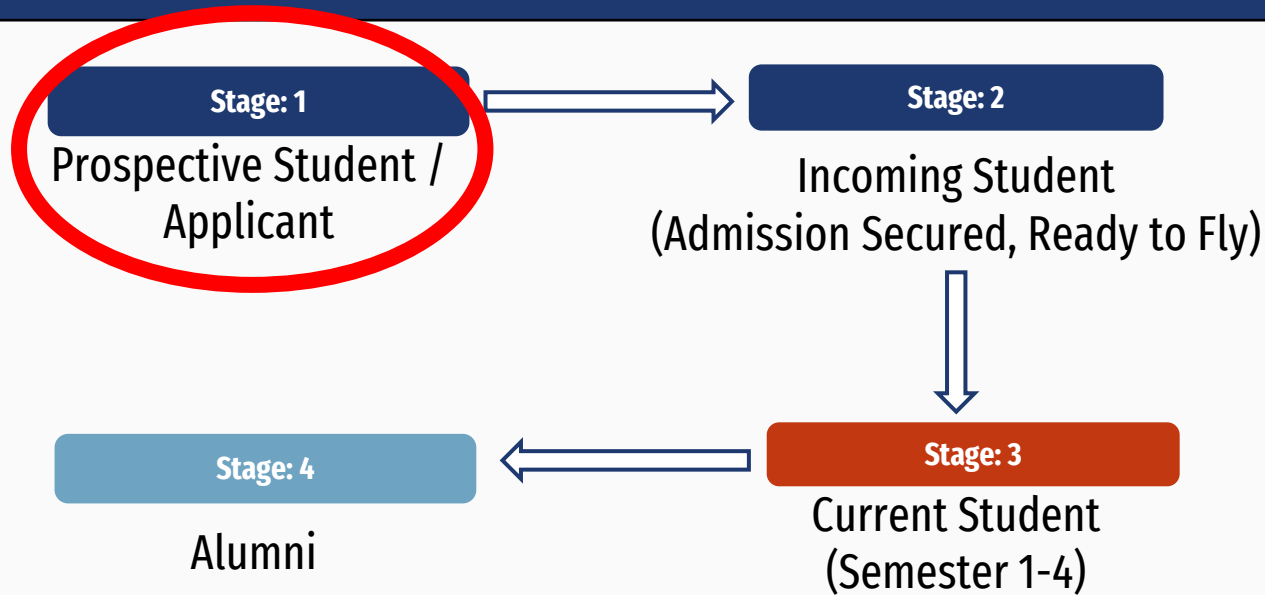 Stage: 1
Prospective Student /
Applicant
Stage: 2
Incoming Student
(Admission Secured, Ready to Fly)
Stage: 3
Current Student
(Semester 1-4)
Stage: 4
Alumni